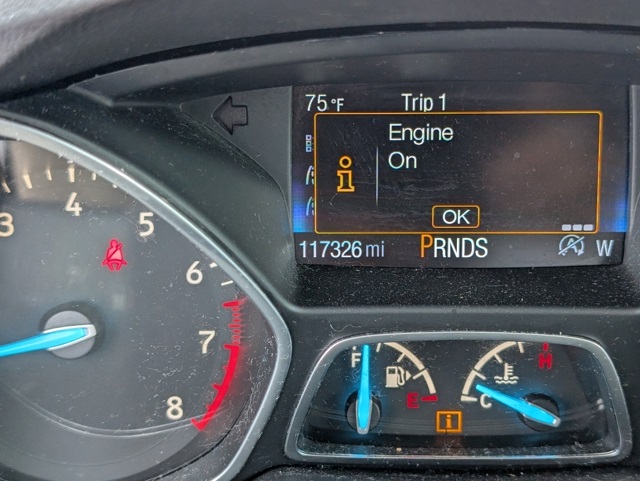 75°F Trip 1
Engine
On
i
OK
117326 mi PRNDS A W
3 4 5 6 7 8
F E
C H
i